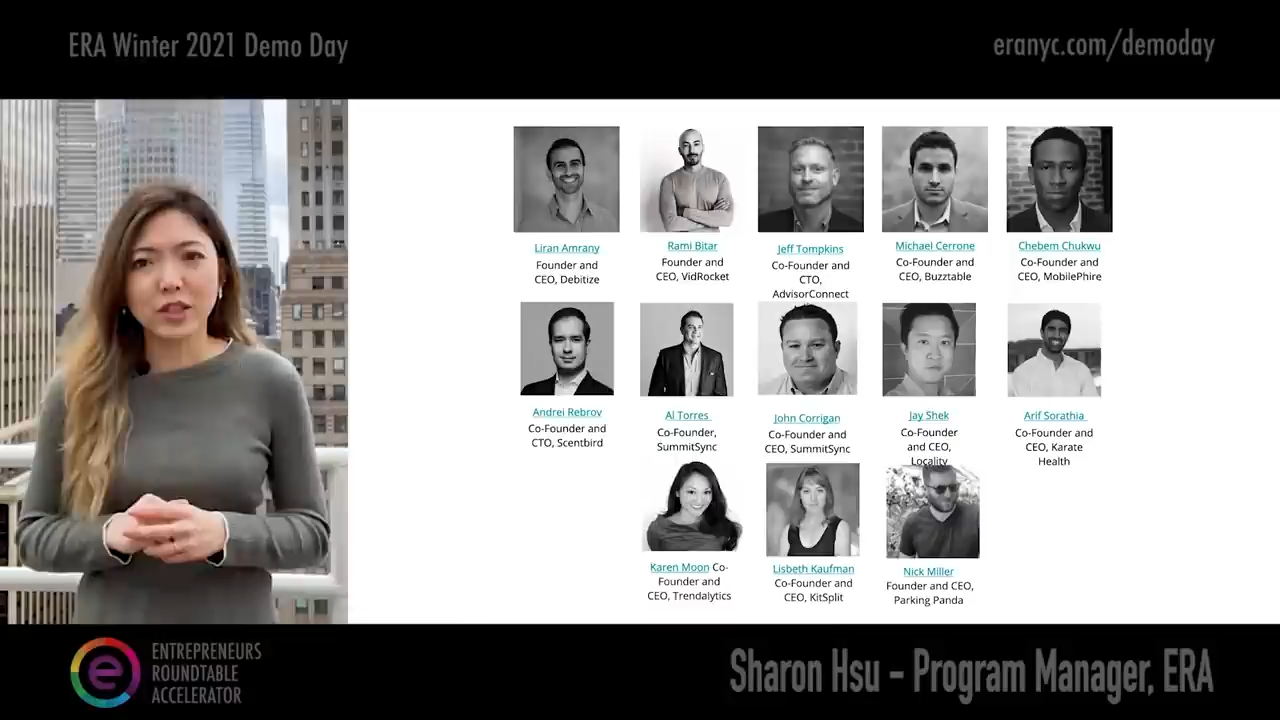 ERA Winter 2021 Demo Day
eranyc.com/demoday
Liran Amrany
Founder and
CEO, Debitize
Rami Bitar
Founder and
CEO, VidRocket
Jeff Tompkins
Co-Founder and
CTO,
AdvisorConnect
Michael Cerrone
Co-Founder and
CEO, Buzztable
Chebem Chukwu
Co-Founder and
CEO, MobilePhire
Andrei Rebrov
Co-Founder and
CTO, Scentbird
Al Torres
Co-Founder,
SummitSync
John Corrigan
Co-Founder and
CEO, SummitSync
Jay Shek
Co-Founder
and CEO,
Locality
Arif Sorathia
Co-Founder and
CEO, Karate
Health
Karen Moon Co-
Founder and
CEO, Trendalytics
Lisbeth Kaufman
Co-Founder and
CEO, KitSplit
Nick Miller
Founder and CEO,
Parking Panda
e
ENTREPRENEURS
ROUNDTABLE
ACCELERATOR
Sharon Hsu – Program Manager, ERA